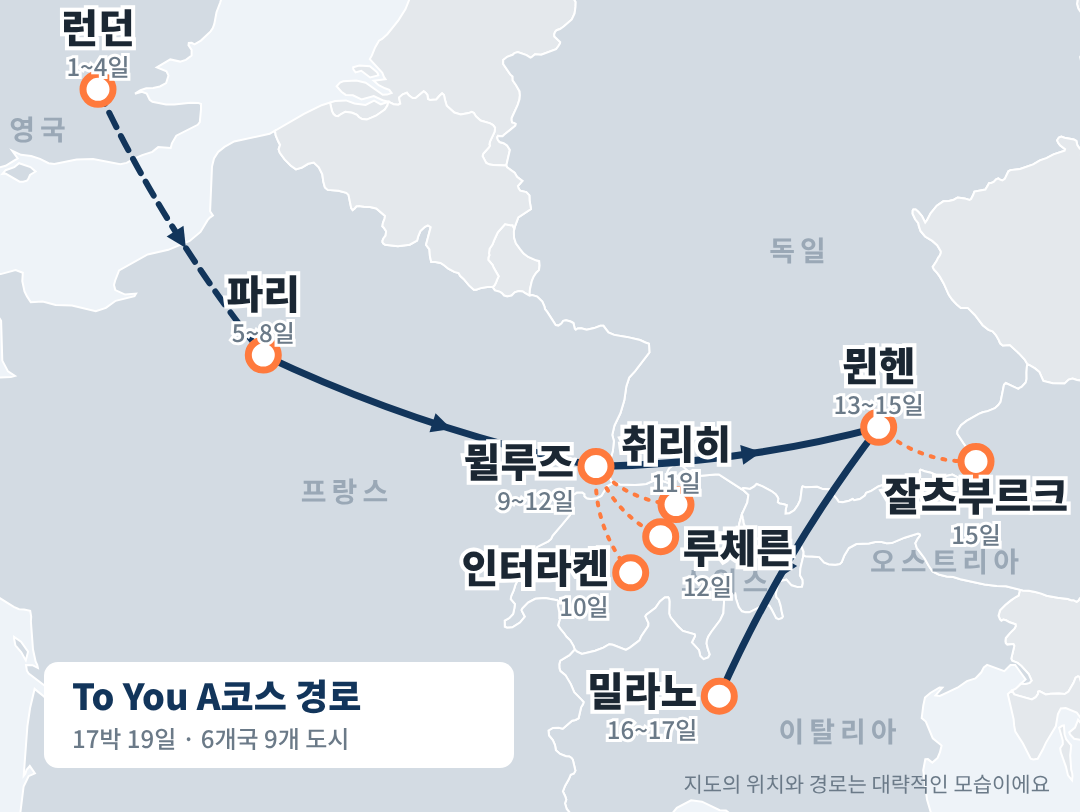 런던
1~4일
영국
독일
파리
5~8일
뮌헨
13~15일
취리히
11일
뮐루즈
9~12일
프랑스
잘츠부르크
15일
오스트리아
루체른
12일
인터라켄
10일
밀라노
16~17일
이탈리아
To You A코스 경로
17박 19일 · 6개국 9개 도시
지도의 위치와 경로는 대략적인 모습이에요